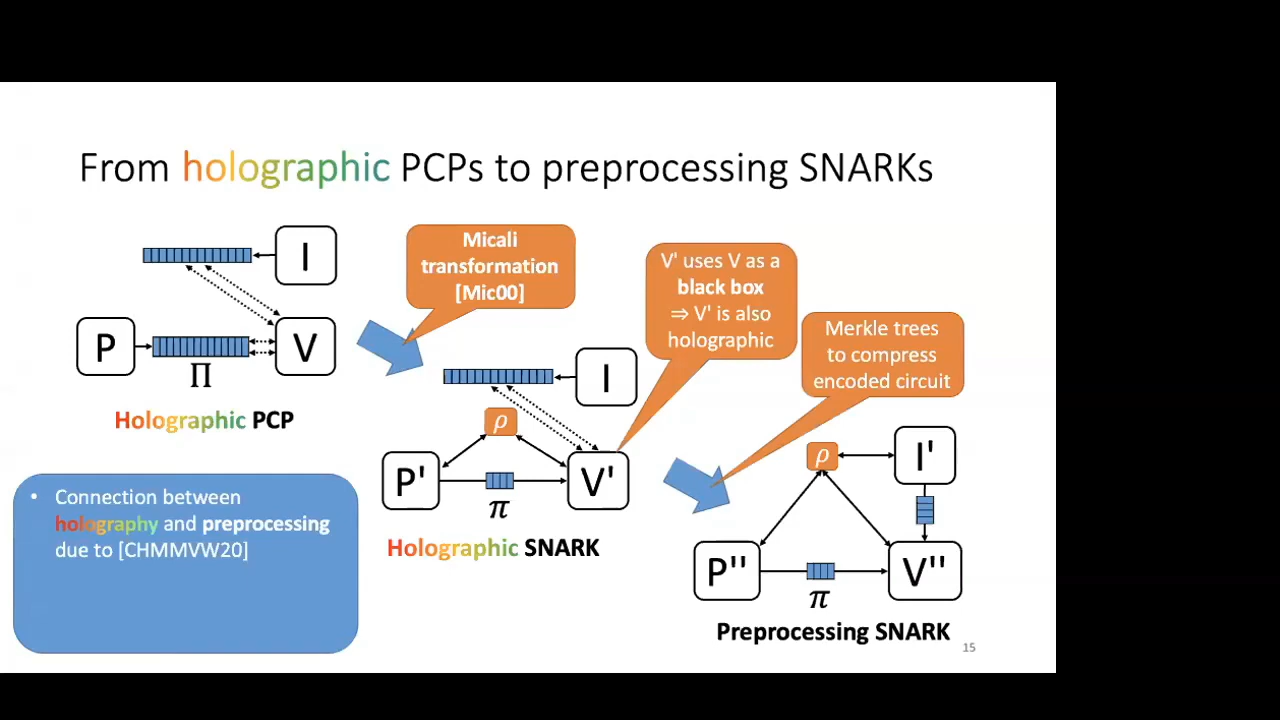 From holographic PCPs to preprocessing SNARKs
I
P
V
Π
Holographic PCP
Micali
transformation
[Mic00]
I
ρ
P'
V'
π
Holographic SNARK
V' uses V as a
black box
⇒ V' is also
holographic
Merkle trees
to compress
encoded circuit
ρ
I'
P''
V''
π
Preprocessing SNARK
• Connection between
holography and preprocessing
due to [CHMMVW20]
15